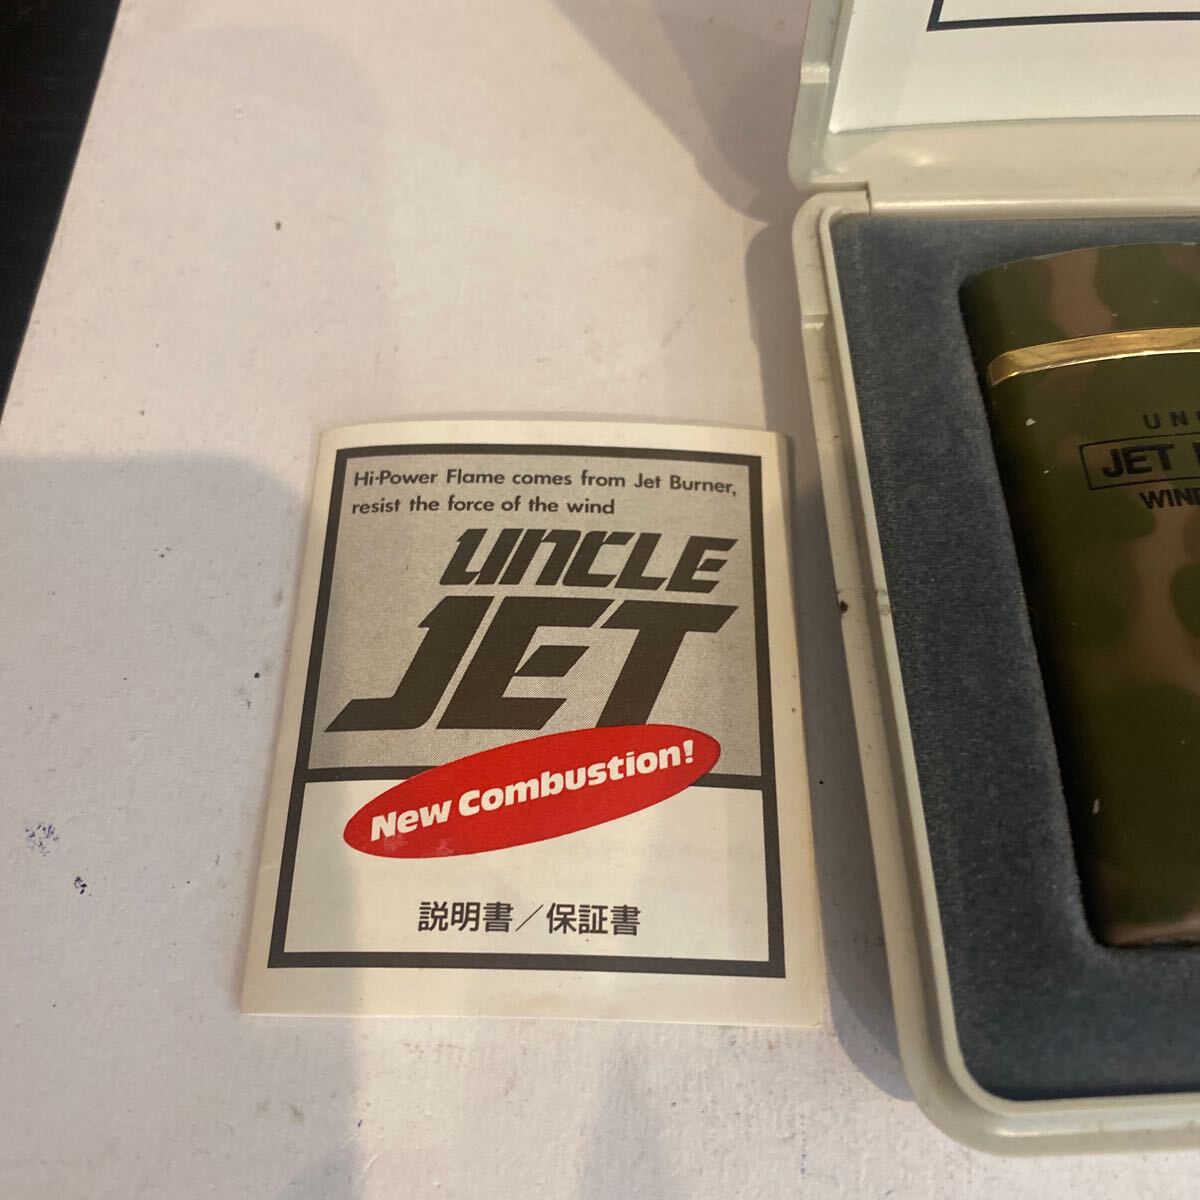 Hi-Power Flame comes from Jet Burner,
resist the force of the wind
UNCLE
JET
New Combustion!
説明書／保証書
JET